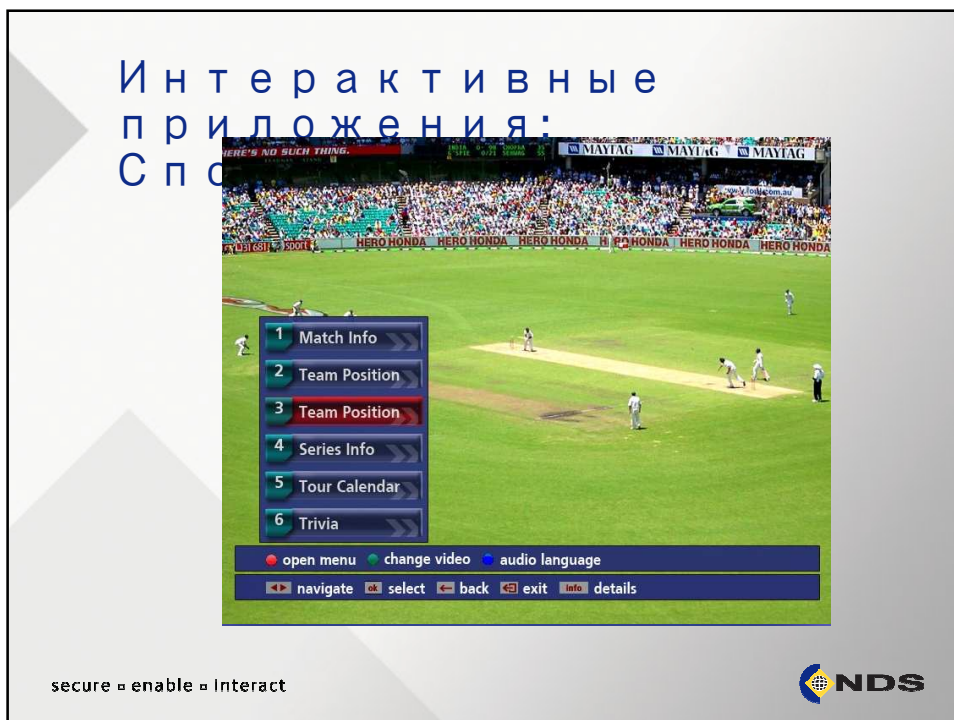 Интерактивные
приложения:
HERE'S NO SUCH THING.
MAYTAG MAYTAG MAYTAG
HERO HONDA HERO HONDA HERO HONDA HONDA HERO HONDA HERO HONDA
1 Match Info
2 Team Position
3 Team Position
4 Series Info
5 Tour Calendar
6 Trivia
open menu change video audio language
navigate ok select back exit info details
secure enable Interact
NDS